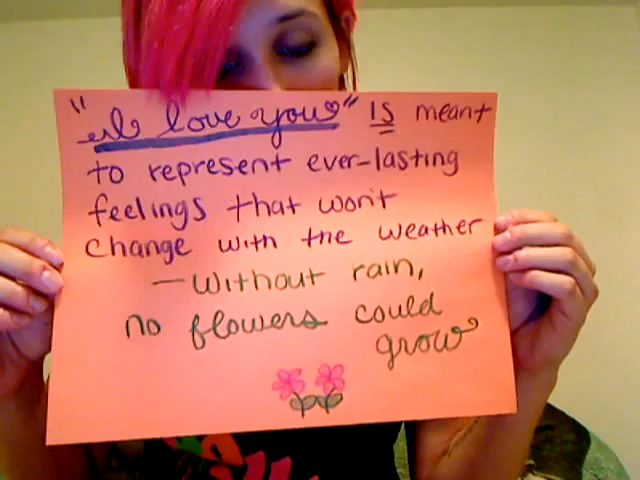 "I love you" IS meant
to represent ever-lasting
feelings that won't
change with the weather
—without rain,
no flowers could
grow